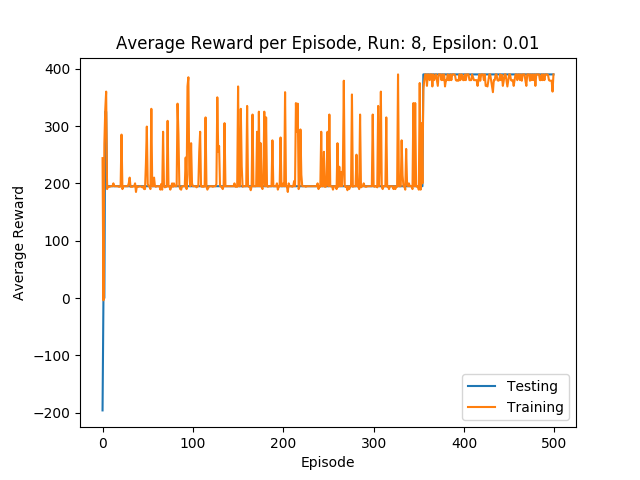 Average Reward per Episode, Run: 8, Epsilon: 0.01
Average Reward
400
300
200
100
0
−100
−200
0 100 200 300 400 500
Episode
Testing
Training